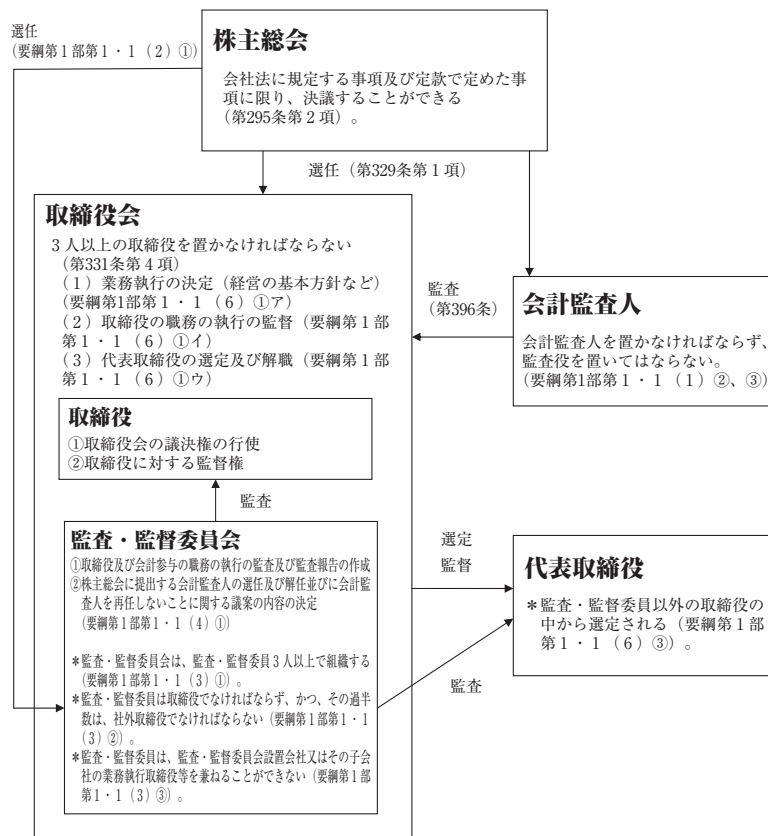 選任
(要綱第1部第1・1(2)①)
株主総会
会社法に規定する事項及び定款で定めた事
項に限り、決議することができる
(第295条第2項)。
選任(第329条第1項)
取締役会
3人以上の取締役を置かなければならない
(第331条第4項)
(1)業務執行の決定(経営の基本方針など)
(要綱第1部第1・1(6)①ア)
(2)取締役の職務の執行の監督(要綱第1部
第1・1(6)①イ)
(3)代表取締役の選定及び解職(要綱第1部
第1・1(6)①ウ)
監査
(第396条)
会計監査人
会計監査人を置かなければならず、
監査役を置いてはならない。
(要綱第1部第1・1(1)②、③)
取締役
①取締役会の議決権の行使
②取締役に対する監督権
監査
監査・監督委員会
①取締役及び会計参与の職務の執行の監査及び監査報告の作成
②株主総会に提出する会計監査人の選任及び解任並びに会計監
査人を再任しないことに関する議案の内容の決定
(要綱第1部第1・1(4)①)
*監査・監督委員会は、監査・監督委員3人以上で組織する
(要綱第1部第1・1(3)①)。
*監査・監督委員は取締役でなければならず、かつ、その過半
数は、社外取締役でなければならない(要綱第1部第1・1
(3)②)。
*監査・監督委員は、監査・監督委員会設置会社又はその子会
社の業務執行取締役等を兼ねることができない(要綱第1部
第1・1(3)③)。
選定
監督
代表取締役
*監査・監督委員以外の取締役の
中から選定される(要綱第1部
第1・1(6)③)。
監査